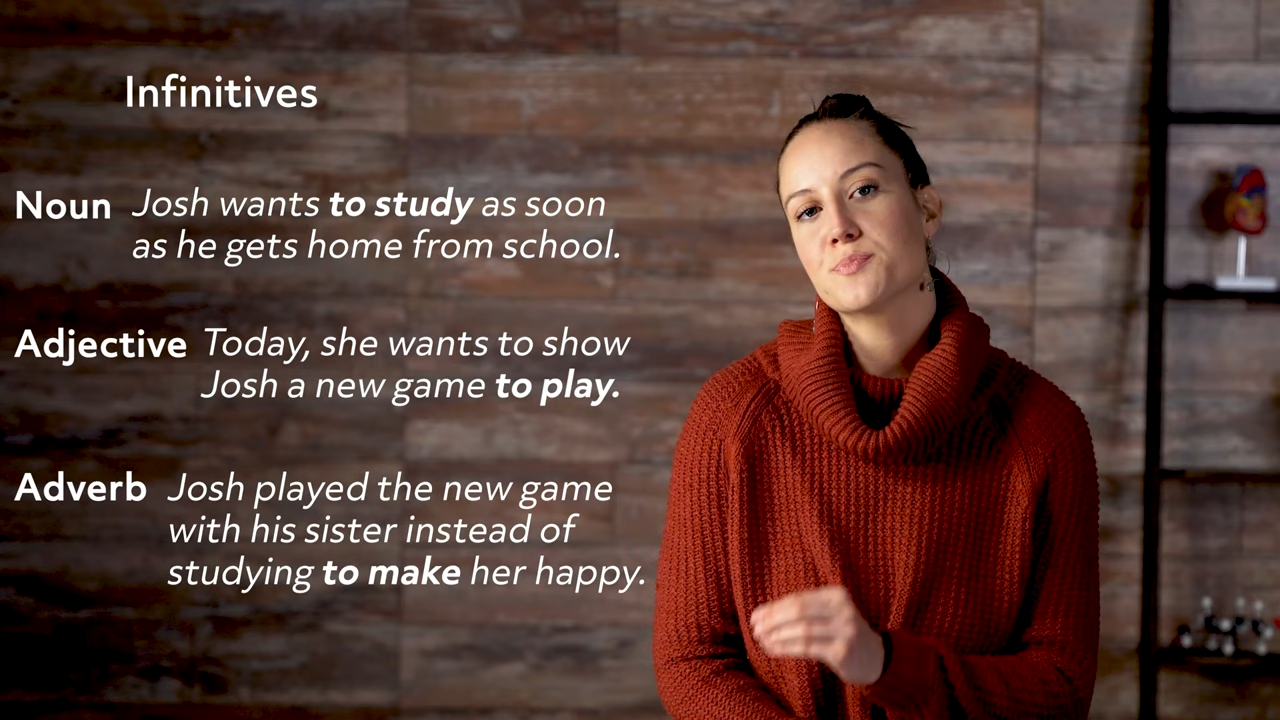 Infinitives
Noun Josh wants to study as soon
as he gets home from school.
Adjective Today, she wants to show
Josh a new game to play.
Adverb Josh played the new game
with his sister instead of
studying to make her happy.